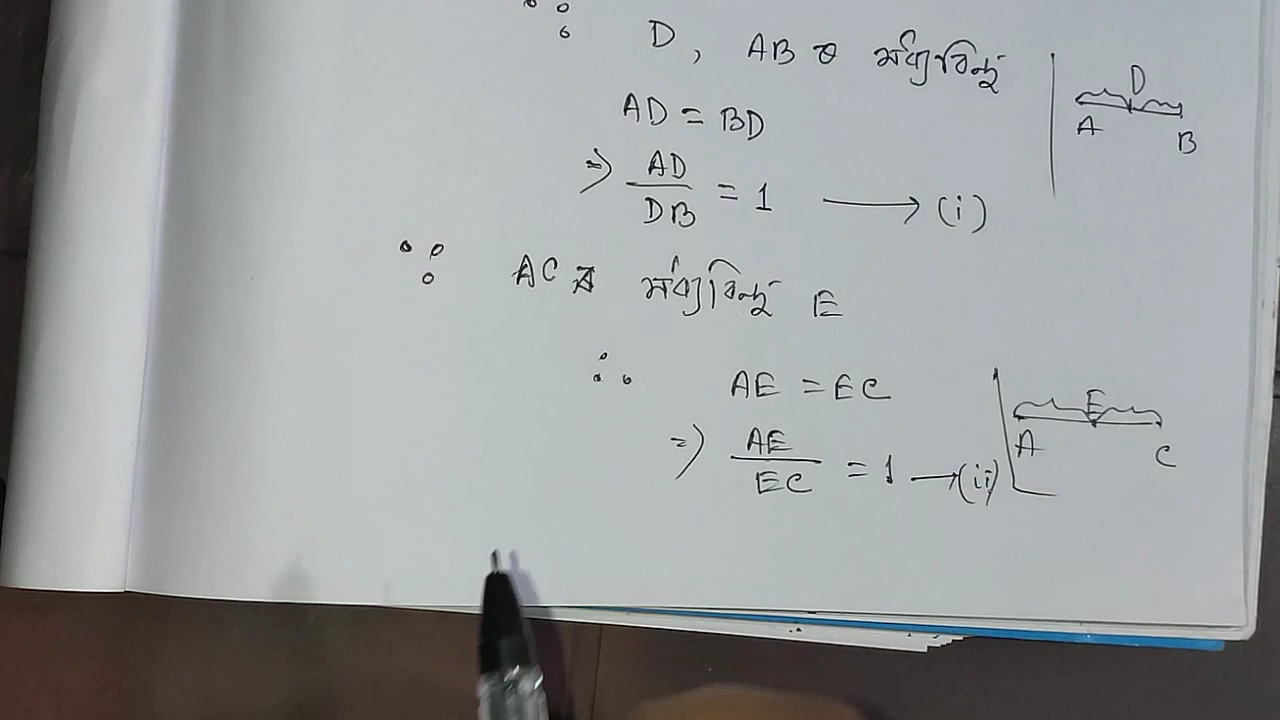 ∵ D, AB ৰ মধ্যবিন্দু
D
A
B
AD = BD
⇒ AD/DB = 1 ⟶ (i)
∵ AC ৰ মধ্যবিন্দু E
∴ AE = EC
E
A
C
⇒ AE/EC = 1 → (ii)